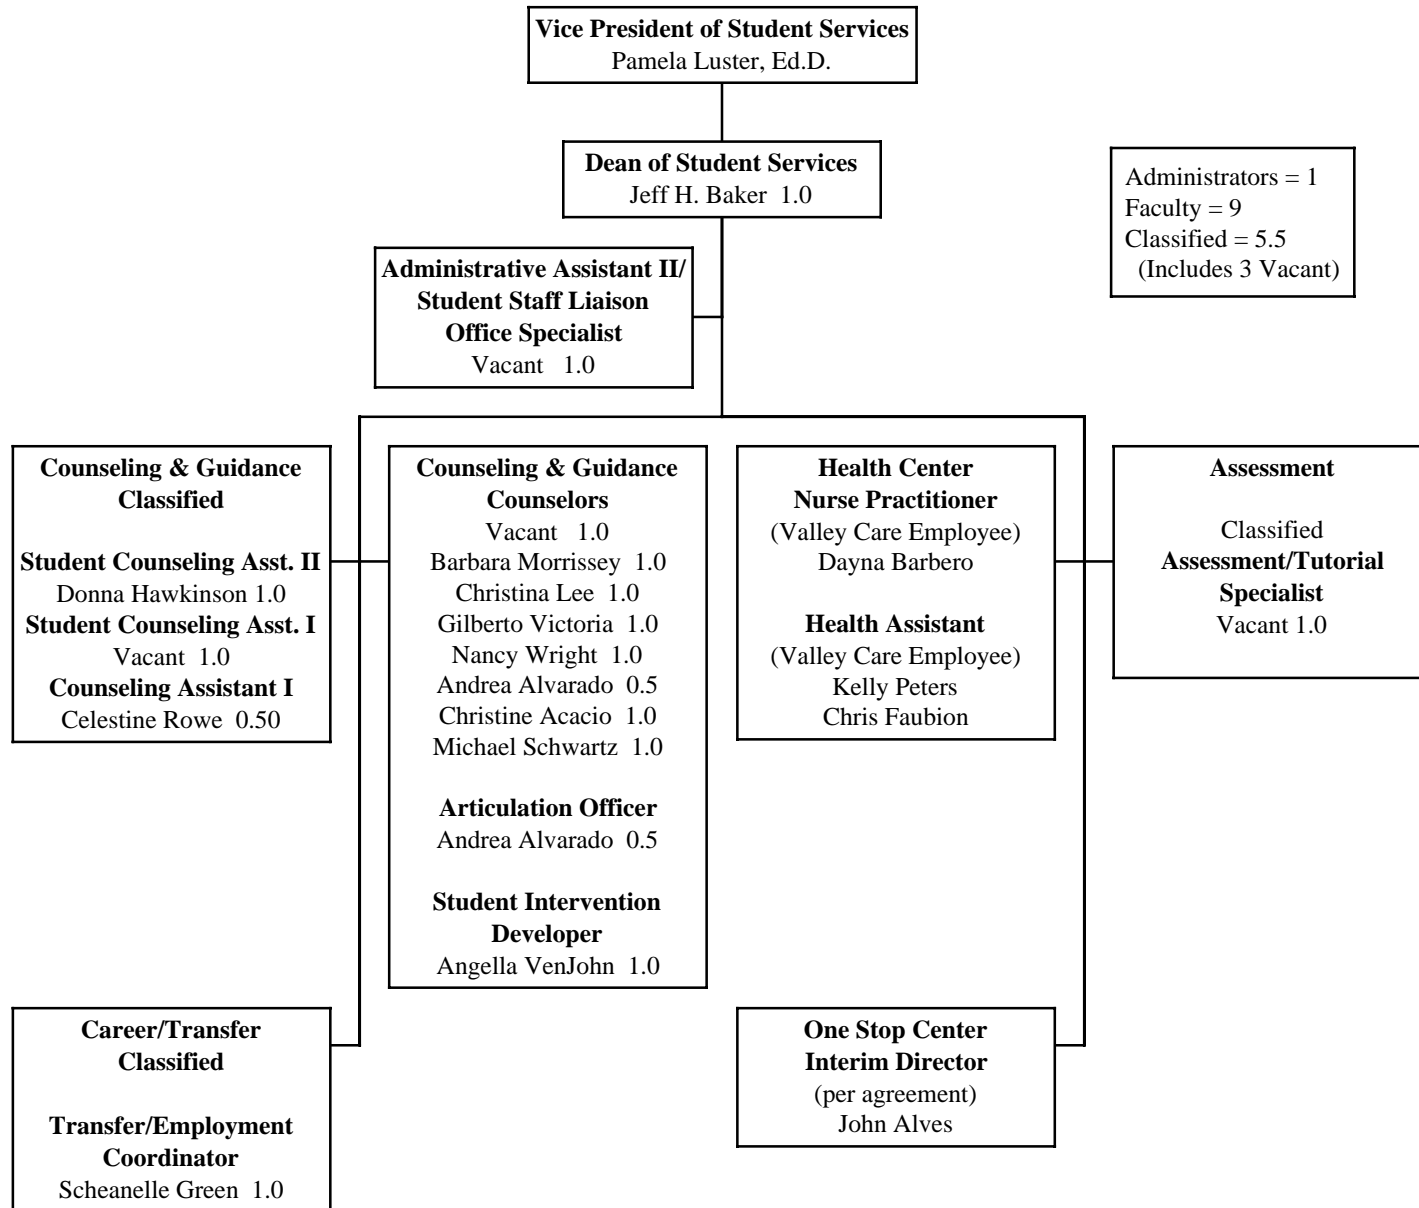 Vice President of Student Services
Pamela Luster, Ed.D.
Dean of Student Services
Jeff H. Baker 1.0
Administrators = 1
Faculty = 9
Classified = 5.5
(Includes 3 Vacant)
Administrative Assistant II/
Student Staff Liaison
Office Specialist
Vacant 1.0
Counseling & Guidance
Classified
Student Counseling Asst. II
Donna Hawkinson 1.0
Student Counseling Asst. I
Vacant 1.0
Counseling Assistant I
Celestine Rowe 0.50
Counseling & Guidance
Counselors
Vacant 1.0
Barbara Morrissey 1.0
Christina Lee 1.0
Gilberto Victoria 1.0
Nancy Wright 1.0
Andrea Alvarado 0.5
Christine Acacio 1.0
Michael Schwartz 1.0
Articulation Officer
Andrea Alvarado 0.5
Student Intervention
Developer
Angella VenJohn 1.0
Health Center
Nurse Practitioner
(Valley Care Employee)
Dayna Barbero
Health Assistant
(Valley Care Employee)
Kelly Peters
Chris Faubion
Assessment
Classified
Assessment/Tutorial
Specialist
Vacant 1.0
Career/Transfer
Classified
Transfer/Employment
Coordinator
Scheanelle Green 1.0
One Stop Center
Interim Director
(per agreement)
John Alves